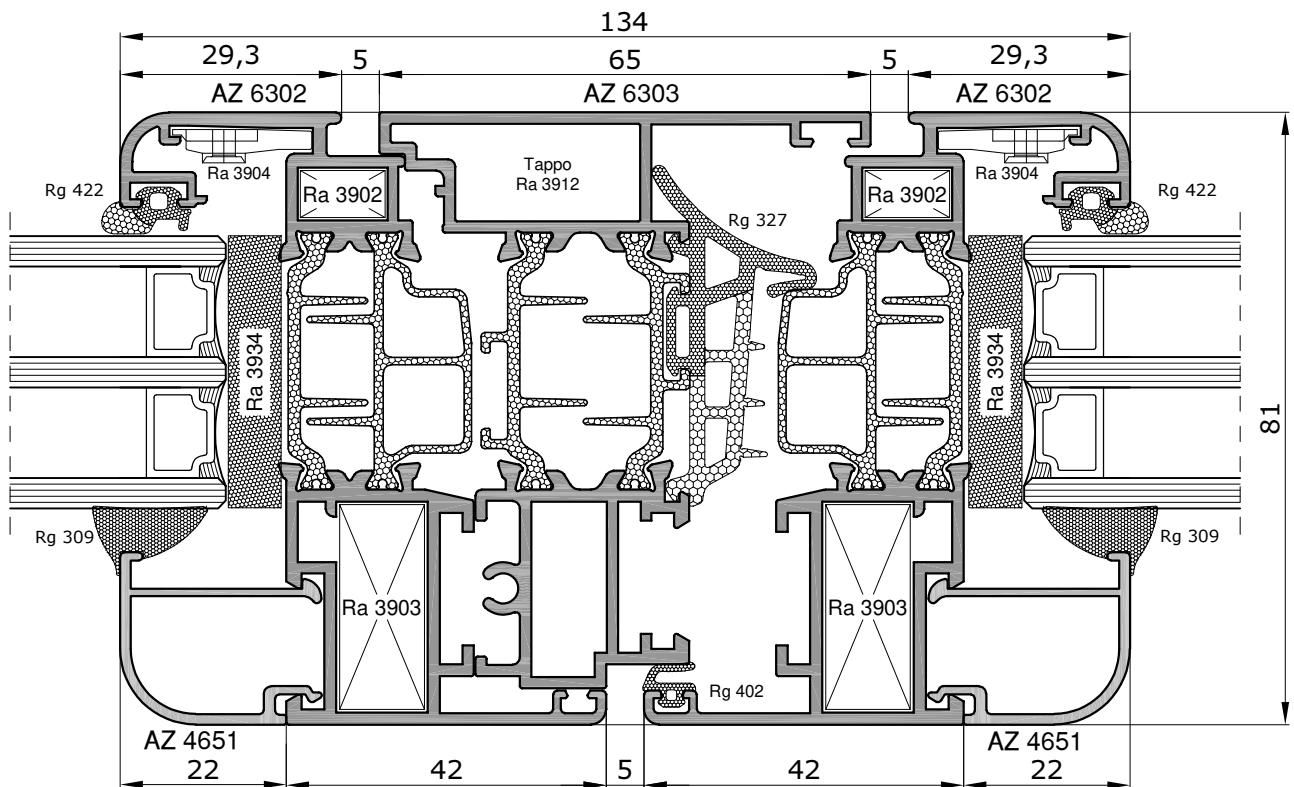 134
29,3 5 65 5 29,3
AZ 6302 AZ 6303 AZ 6302
Tappo
Ra 3912
Ra 3904 Ra 3904
Rg 422 Ra 3902 Ra 3902 Rg 422
Rg 327
Ra 3934 Ra 3934
81
Rg 309 Rg 309
Ra 3903 Ra 3903
Rg 402
AZ 4651 AZ 4651
22 42 5 42 22